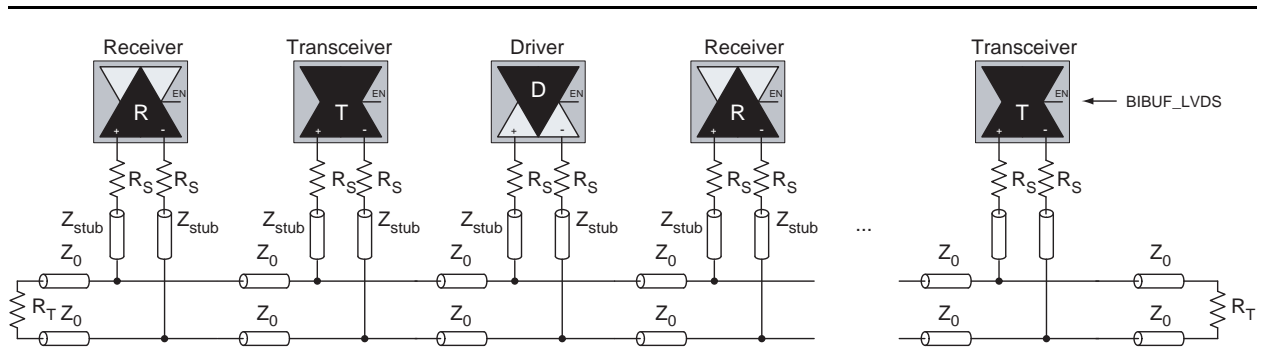 Receiver Transceiver Driver Receiver Transceiver
EN EN D EN EN EN
R T R T BIBUF_LVDS
+ - + - + - + - + -
RS RS RS RS RS RS RS RS RS RS
Zstub Zstub Zstub Zstub Zstub Zstub ...
Z0 Z0 Z0 Z0 Z0 Z0
RT Z0 Z0 Z0 Z0 Z0 Z0 RT